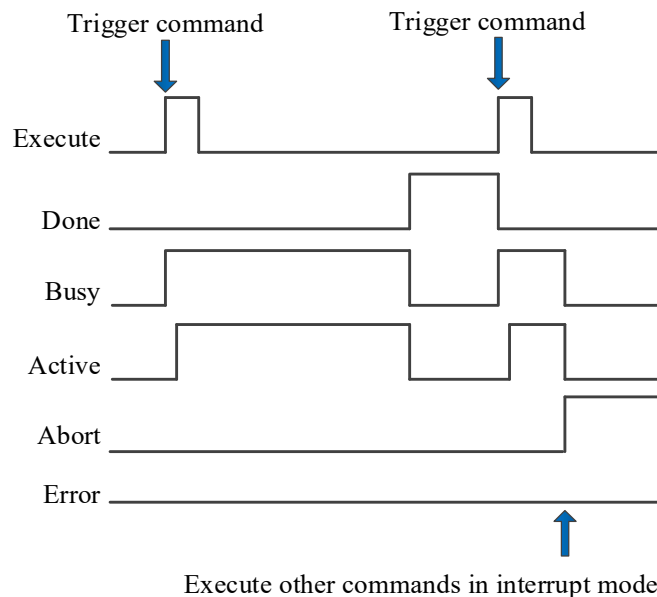 Trigger command Trigger command
Execute
Done
Busy
Active
Abort
Error
Execute other commands in interrupt mode